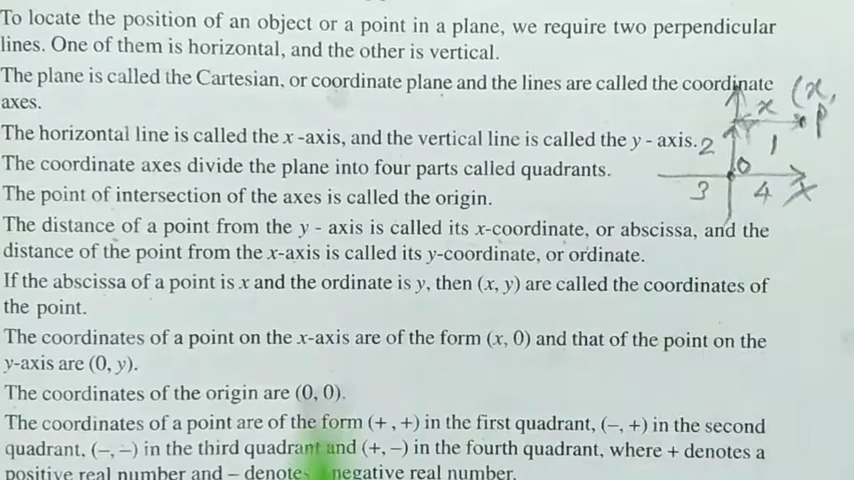 To locate the position of an object or a point in a plane, we require two perpendicular
lines. One of them is horizontal, and the other is vertical.
The plane is called the Cartesian, or coordinate plane and the lines are called the coordinate
axes.
The horizontal line is called the x -axis, and the vertical line is called the y - axis.
The coordinate axes divide the plane into four parts called quadrants.
The point of intersection of the axes is called the origin.
The distance of a point from the y - axis is called its x-coordinate, or abscissa, and the
distance of the point from the x-axis is called its y-coordinate, or ordinate.
If the abscissa of a point is x and the ordinate is y, then (x, y) are called the coordinates of
the point.
The coordinates of a point on the x-axis are of the form (x, 0) and that of the point on the
y-axis are (0, y).
The coordinates of the origin are (0, 0).
The coordinates of a point are of the form (+ , +) in the first quadrant, (–, +) in the second
quadrant, (–, –) in the third quadrant and (+, –) in the fourth quadrant, where + denotes a
positive real number and – denotes negative real number.
x (x,
P
2 1
0
3 4 X